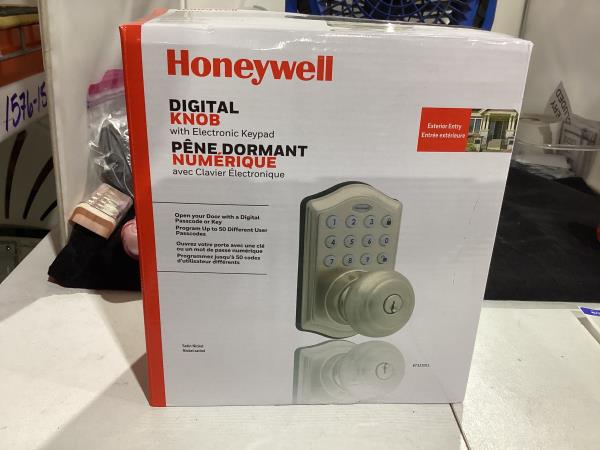 Honeywell
DIGITAL
KNOB
with Electronic Keypad
PÊNE DORMANT
NUMÉRIQUE
avec Clavier Électronique
Exterior Entry
Entrée extérieure
Open your Door with a Digital
Passcode or Key
Program Up to 50 Different User
Passcodes
Ouvrez votre porte avec une clé
ou un mot de passe numérique
Programmez jusqu'à 50 codes
d'utilisateur différents
1 2 3
4 5 6 0
7 8 9
Satin Nickel
Nickel satiné
1576-15